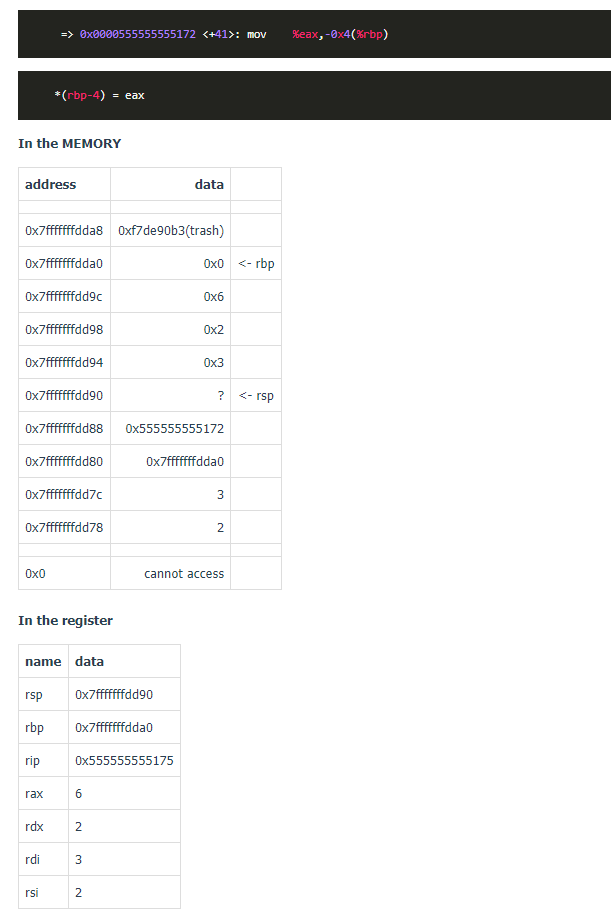 => 0x0000555555555172 <+41>: mov    %eax,-0x4(%rbp)
*(rbp-4) = eax
In the MEMORY
address data
0x7fffffffdda8 0xf7de90b3(trash)
0x7fffffffdda0 0x0 <- rbp
0x7fffffffdd9c 0x6
0x7fffffffdd98 0x2
0x7fffffffdd94 0x3
0x7fffffffdd90 ? <- rsp
0x7fffffffdd88 0x555555555172
0x7fffffffdd80 0x7fffffffdda0
0x7fffffffdd7c 3
0x7fffffffdd78 2
0x0 cannot access
In the register
name data
rsp 0x7fffffffdd90
rbp 0x7fffffffdda0
rip 0x555555555175
rax 6
rdx 2
rdi 3
rsi 2